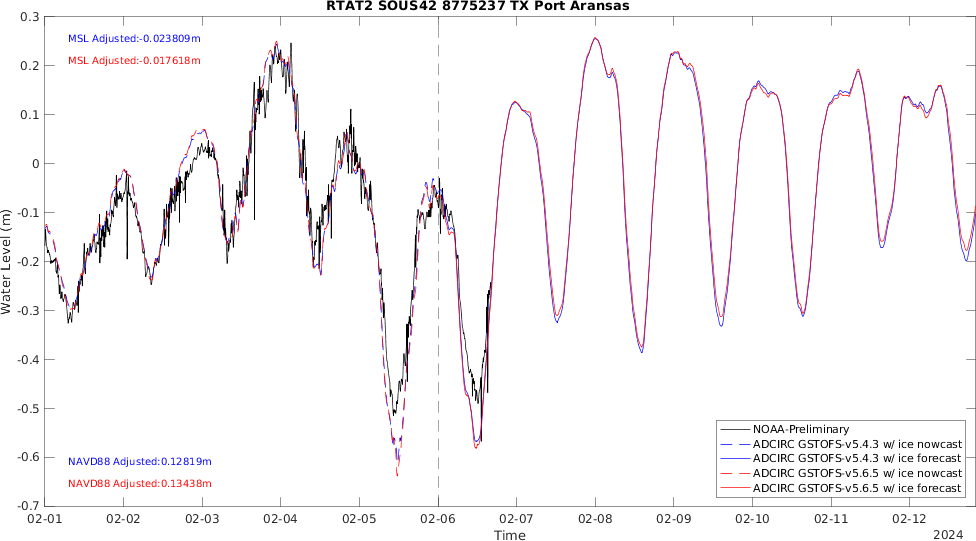 RTAT2 SOUS42 8775237 TX Port Aransas
MSL Adjusted:-0.023809m
MSL Adjusted:-0.017618m
NAVD88 Adjusted:0.12819m
NAVD88 Adjusted:0.13438m
Water Level (m)
0.3
0.2
0.1
0
-0.1
-0.2
-0.3
-0.4
-0.5
-0.6
-0.7
NOAA-Preliminary
ADCIRC GSTOFS-v5.4.3 w/ ice nowcast
ADCIRC GSTOFS-v5.4.3 w/ ice forecast
ADCIRC GSTOFS-v5.6.5 w/ ice nowcast
ADCIRC GSTOFS-v5.6.5 w/ ice forecast
02-01 02-02 02-03 02-04 02-05 02-06 02-07 02-08 02-09 02-10 02-11 02-12
Time
2024